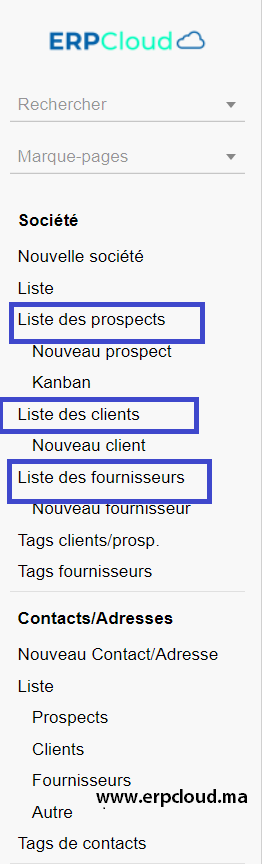 ERPCloud
Rechercher
Marque-pages
Société
Nouvelle société
Liste
Liste des prospects
Nouveau prospect
Kanban
Liste des clients
Nouveau client
Liste des fournisseurs
Nouveau fournisseur
Tags clients/prosp.
Tags fournisseurs
Contacts/Adresses
Nouveau Contact/Adresse
Liste
Prospects
Clients
Fournisseurs
www.erpcloud.ma
Autre
Tags de contacts